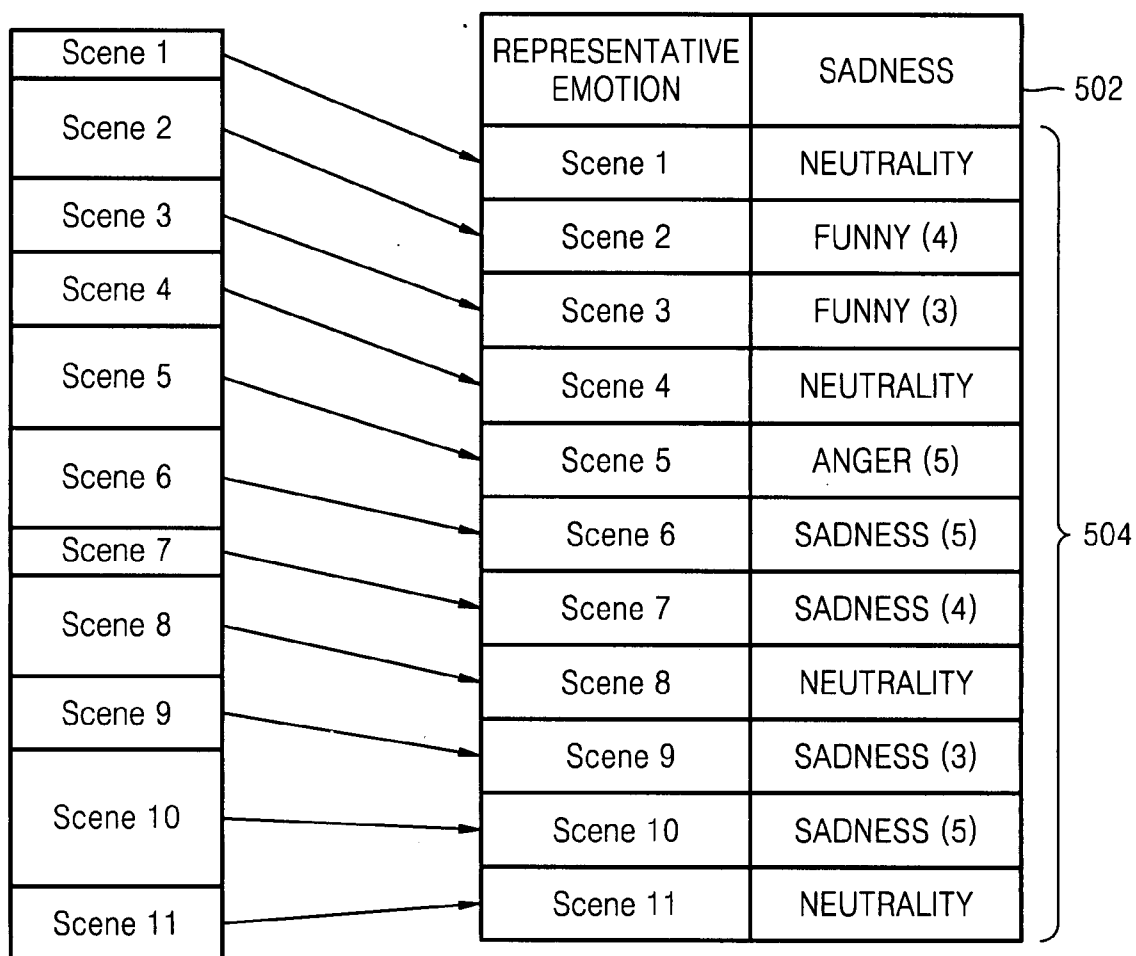 Scene 1
Scene 2
Scene 3
Scene 4
Scene 5
Scene 6
Scene 7
Scene 8
Scene 9
Scene 10
Scene 11
REPRESENTATIVE
EMOTION
SADNESS
502
Scene 1 NEUTRALITY
Scene 2 FUNNY (4)
Scene 3 FUNNY (3)
Scene 4 NEUTRALITY
Scene 5 ANGER (5)
Scene 6 SADNESS (5)
504
Scene 7 SADNESS (4)
Scene 8 NEUTRALITY
Scene 9 SADNESS (3)
Scene 10 SADNESS (5)
Scene 11 NEUTRALITY